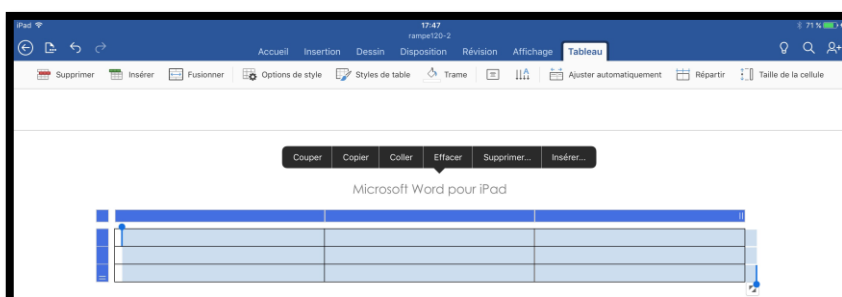 iPad 17:47 71 %
rampe120-2
Accueil Insertion Dessin Disposition Révision Affichage Tableau
Supprimer Insérer Fusionner Options de style Styles de table Trame Ajuster automatiquement Répartir Taille de la cellule
Couper Copier Coller Effacer Supprimer... Insérer...
Microsoft Word pour iPad